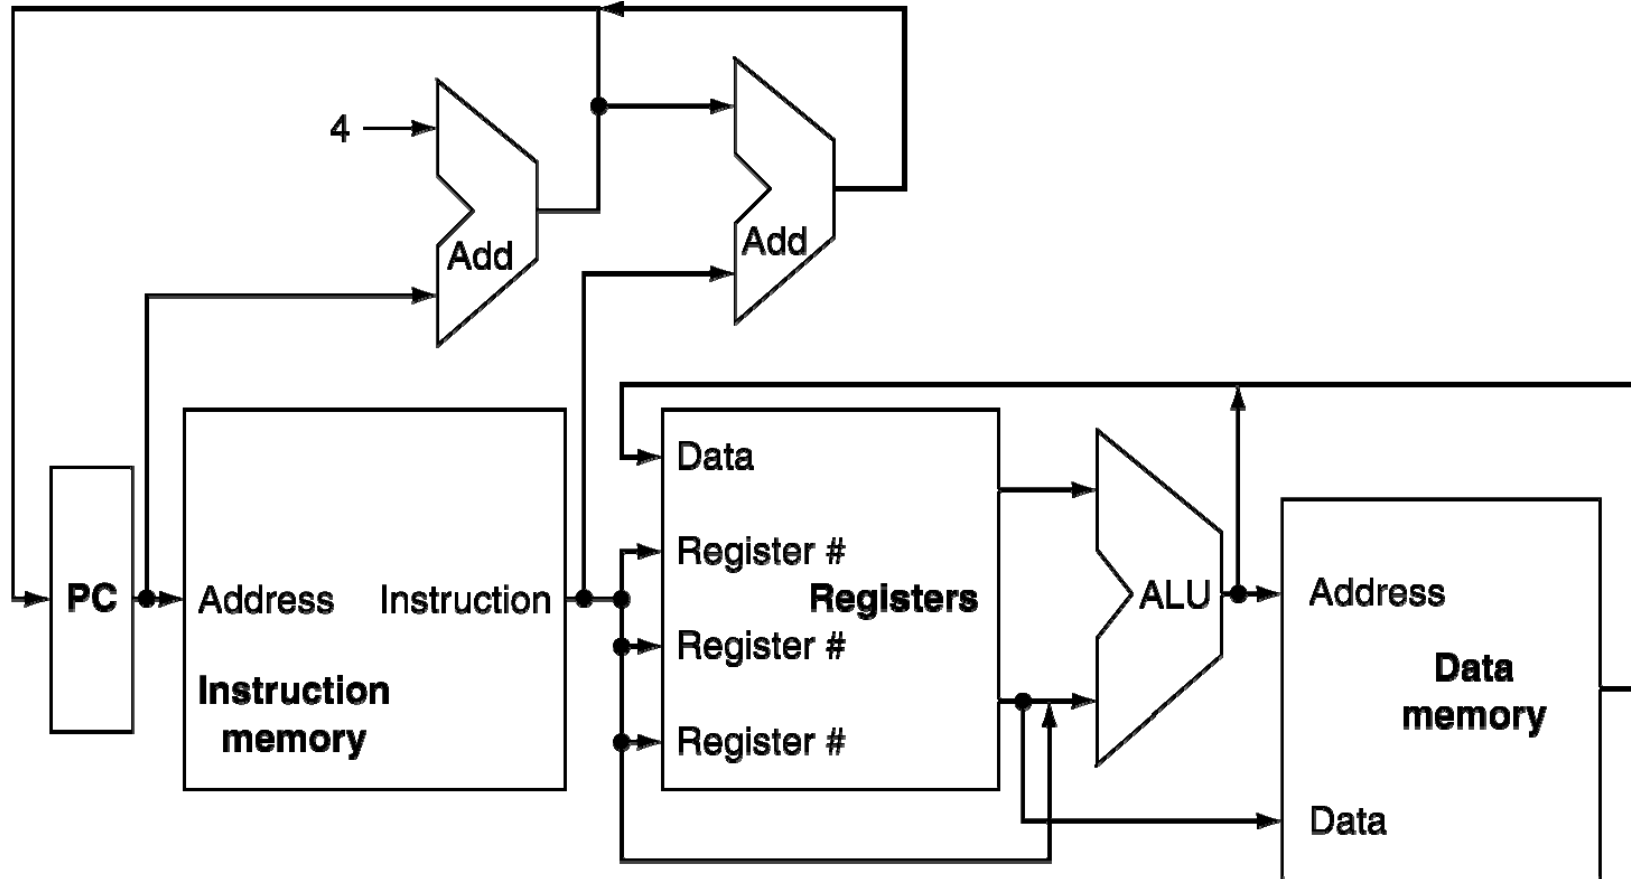 4
Add
Add
Data
Register #
Registers
Register #
Register #
PC
Address
Instruction
Instruction
memory
ALU
Address
Data
memory
Data